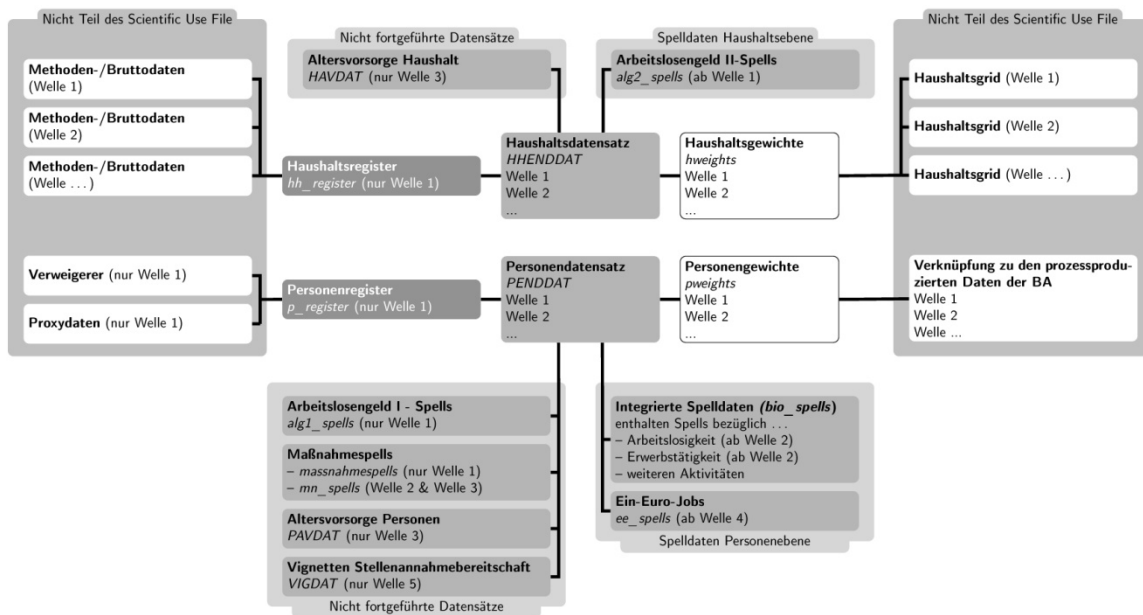 Nicht Teil des Scientific Use File
Methoden-/Bruttodaten
(Welle 1)
Methoden-/Bruttodaten
(Welle 2)
Methoden-/Bruttodaten
(Welle ...)
Verweigerer (nur Welle 1)
Proxydaten (nur Welle 1)
Nicht fortgeführte Datensätze
Altersvorsorge Haushalt
HAVDAT (nur Welle 3)
Spelldaten Haushaltsebene
Arbeitslosengeld II-Spells
alg2_spells (ab Welle 1)
Haushaltsregister
hh_register (nur Welle 1)
Haushaltsdatensatz
HHENDDAT
Welle 1
Welle 2
...
Haushaltsgewichte
hweights
Welle 1
Welle 2
...
Personenregister
p_register (nur Welle 1)
Personendatensatz
PENDDAT
Welle 1
Welle 2
...
Personengewichte
pweights
Welle 1
Welle 2
...
Nicht Teil des Scientific Use File
Haushaltsgrid (Welle 1)
Haushaltsgrid (Welle 2)
Haushaltsgrid (Welle ...)
Verknüpfung zu den prozessprodu-
zierten Daten der BA
Welle 1
Welle 2
Welle ...
Arbeitslosengeld I - Spells
alg1_spells (nur Welle 1)
Maßnahmespells
– massnahmespells (nur Welle 1)
– mn_spells (Welle 2 & Welle 3)
Altersvorsorge Personen
PAVDAT (nur Welle 3)
Vignetten Stellenannahmebereitschaft
VIGDAT (nur Welle 5)
Nicht fortgeführte Datensätze
Integrierte Spelldaten (bio_spells)
enthalten Spells bezüglich ...
– Arbeitslosigkeit (ab Welle 2)
– Erwerbstätigkeit (ab Welle 2)
– weiteren Aktivitäten
Ein-Euro-Jobs
ee_spells (ab Welle 4)
Spelldaten Personenebene